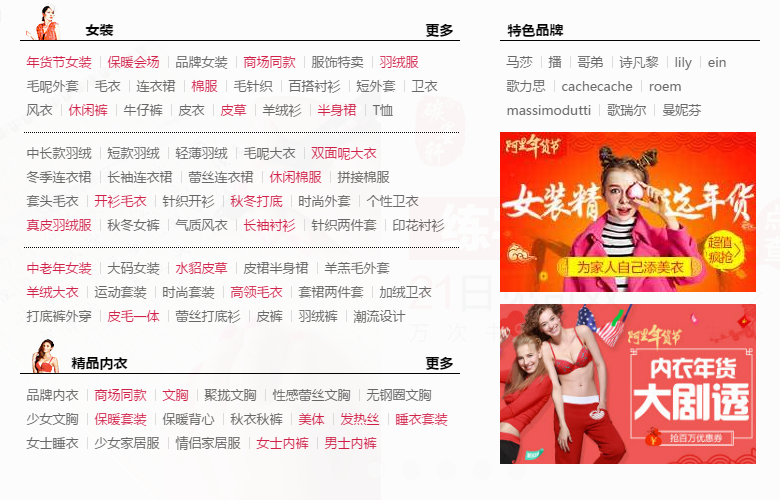 女装 更多
年货节女装 保暖会场 品牌女装 商场同款 服饰特卖 羽绒服
毛呢外套 毛衣 连衣裙 棉服 毛针织 百搭衬衫 短外套 卫衣
风衣 休闲裤 牛仔裤 皮衣 皮草 羊绒衫 半身裙 T恤
中长款羽绒 短款羽绒 轻薄羽绒 毛呢大衣 双面呢大衣
冬季连衣裙 长袖连衣裙 蕾丝连衣裙 休闲棉服 拼接棉服
套头毛衣 开衫毛衣 针织开衫 秋冬打底 时尚外套 个性卫衣
真皮羽绒服 秋冬女裤 气质风衣 长袖衬衫 针织两件套 印花衬衫
中老年女装 大码女装 水貂皮草 皮裙半身裙 羊羔毛外套
羊绒大衣 运动套装 时尚套装 高领毛衣 套裙两件套 加绒卫衣
打底裤外穿 皮毛一体 蕾丝打底衫 皮裤 羽绒裤 潮流设计
精品内衣 更多
品牌内衣 商场同款 文胸 聚拢文胸 性感蕾丝文胸 无钢圈文胸
少女文胸 保暖套装 保暖背心 秋衣秋裤 美体 发热丝 睡衣套装
女士睡衣 少女家居服 情侣家居服 女士内裤 男士内裤
特色品牌
马莎 播 哥弟 诗凡黎 lily ein
歌力思 cachecache roem
massimodutti 歌瑞尔 曼妮芬
阿里年货节
女装精选年货
超值
疯抢
为家人自己添美衣
阿里年货节
内衣年货
大剧透
抢百万优惠券